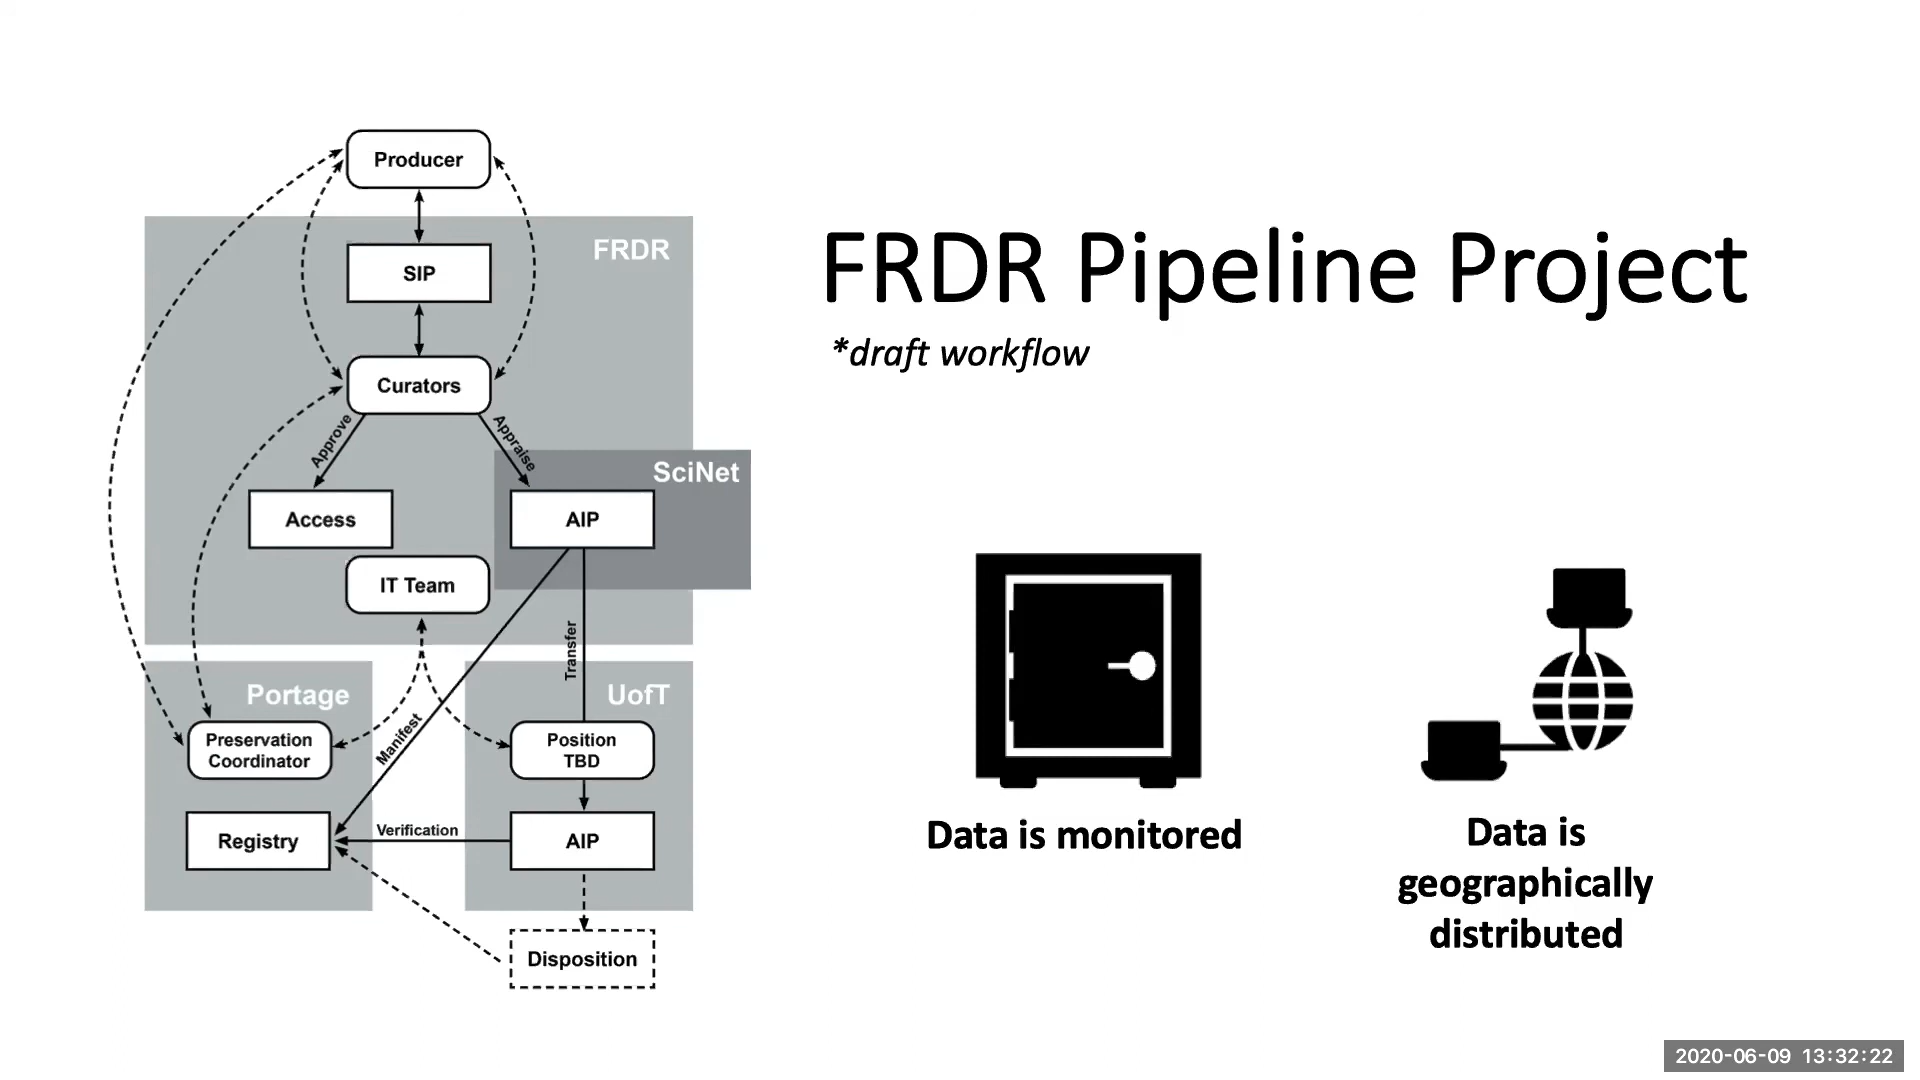 Producer
FRDR
SIP
Curators
Approve
Appraise
SciNet
Access
AIP
IT Team
Transfer
Portage
UofT
Preservation
Coordinator
Manifest
Position
TBD
Registry
Verification
AIP
Disposition
FRDR Pipeline Project
*draft workflow
Data is monitored
Data is
geographically
distributed
2020-06-09 13:32:22